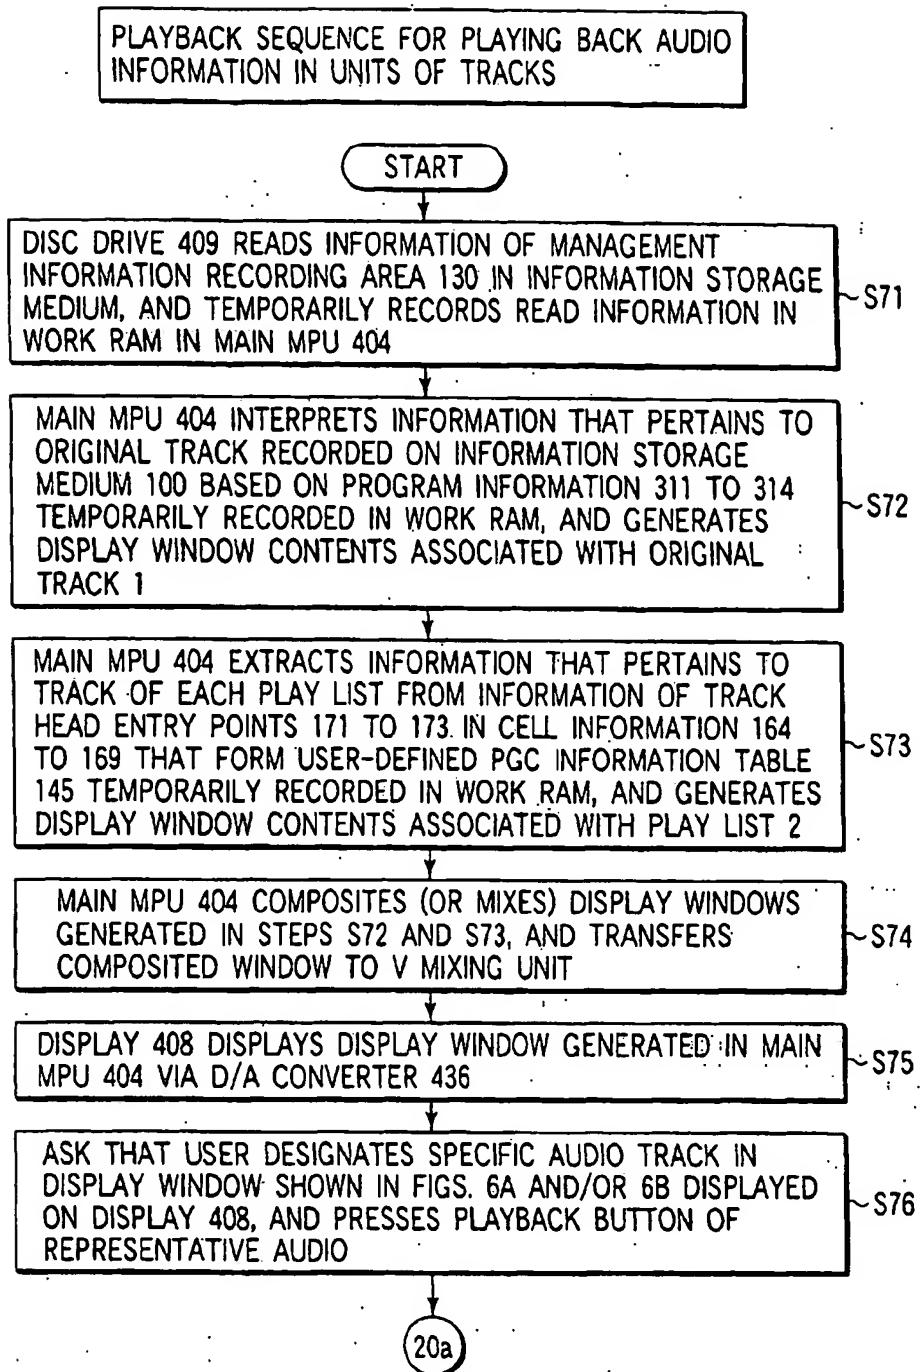 PLAYBACK SEQUENCE FOR PLAYING BACK AUDIO
INFORMATION IN UNITS OF TRACKS
START
DISC DRIVE 409 READS INFORMATION OF MANAGEMENT
INFORMATION RECORDING AREA 130 IN INFORMATION STORAGE
MEDIUM, AND TEMPORARILY RECORDS READ INFORMATION IN
WORK RAM IN MAIN MPU 404
S71
MAIN MPU 404 INTERPRETS INFORMATION THAT PERTAINS TO
ORIGINAL TRACK RECORDED ON INFORMATION STORAGE
MEDIUM 100 BASED ON PROGRAM INFORMATION 311 TO 314
TEMPORARILY RECORDED IN WORK RAM, AND GENERATES
DISPLAY WINDOW CONTENTS ASSOCIATED WITH ORIGINAL
TRACK 1
S72
MAIN MPU 404 EXTRACTS INFORMATION THAT PERTAINS TO
TRACK OF EACH PLAY LIST FROM INFORMATION OF TRACK
HEAD ENTRY POINTS 171 TO 173 IN CELL INFORMATION 164
TO 169 THAT FORM USER-DEFINED PGC INFORMATION TABLE
145 TEMPORARILY RECORDED IN WORK RAM, AND GENERATES
DISPLAY WINDOW CONTENTS ASSOCIATED WITH PLAY LIST 2
S73
MAIN MPU 404 COMPOSITES (OR MIXES) DISPLAY WINDOWS
GENERATED IN STEPS S72 AND S73, AND TRANSFERS
COMPOSITED WINDOW TO V MIXING UNIT
S74
DISPLAY 408 DISPLAYS DISPLAY WINDOW GENERATED IN MAIN
MPU 404 VIA D/A CONVERTER 436
S75
ASK THAT USER DESIGNATES SPECIFIC AUDIO TRACK IN
DISPLAY WINDOW SHOWN IN FIGS. 6A AND/OR 6B DISPLAYED
ON DISPLAY 408, AND PRESSES PLAYBACK BUTTON OF
REPRESENTATIVE AUDIO
S76
20a